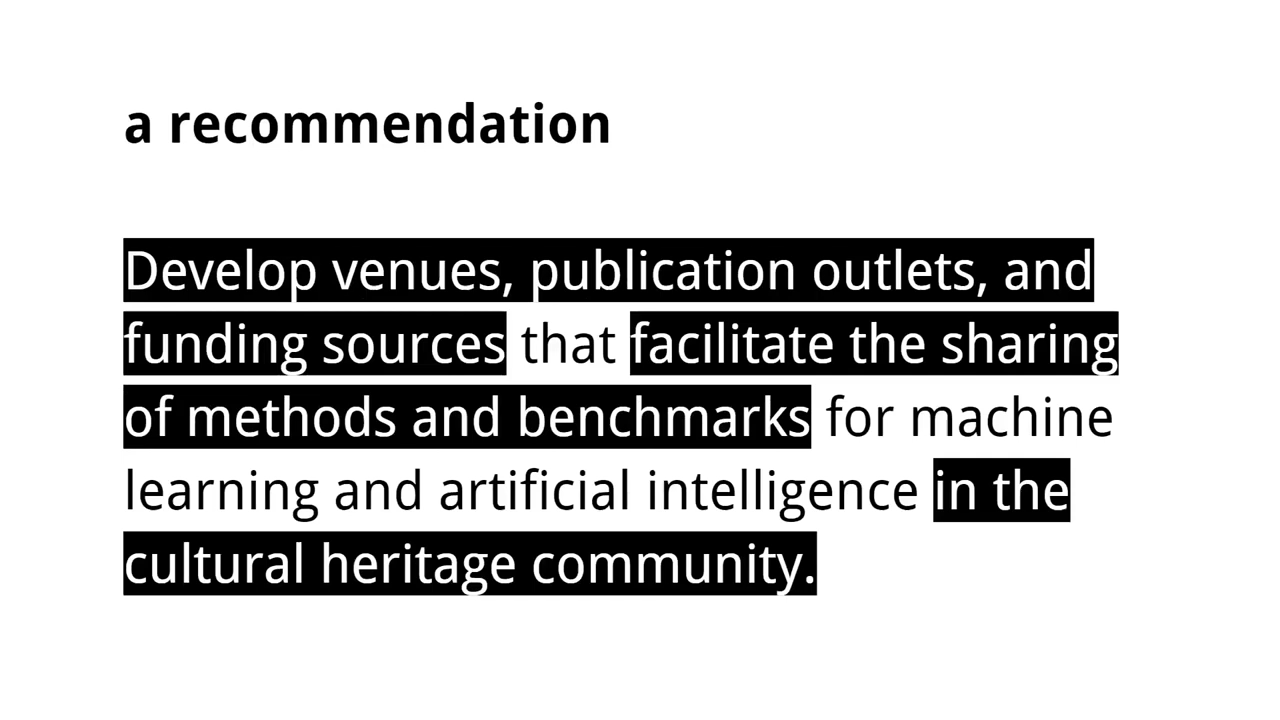 a recommendation
Develop venues, publication outlets, and
funding sources that facilitate the sharing
of methods and benchmarks for machine
learning and artificial intelligence in the
cultural heritage community.